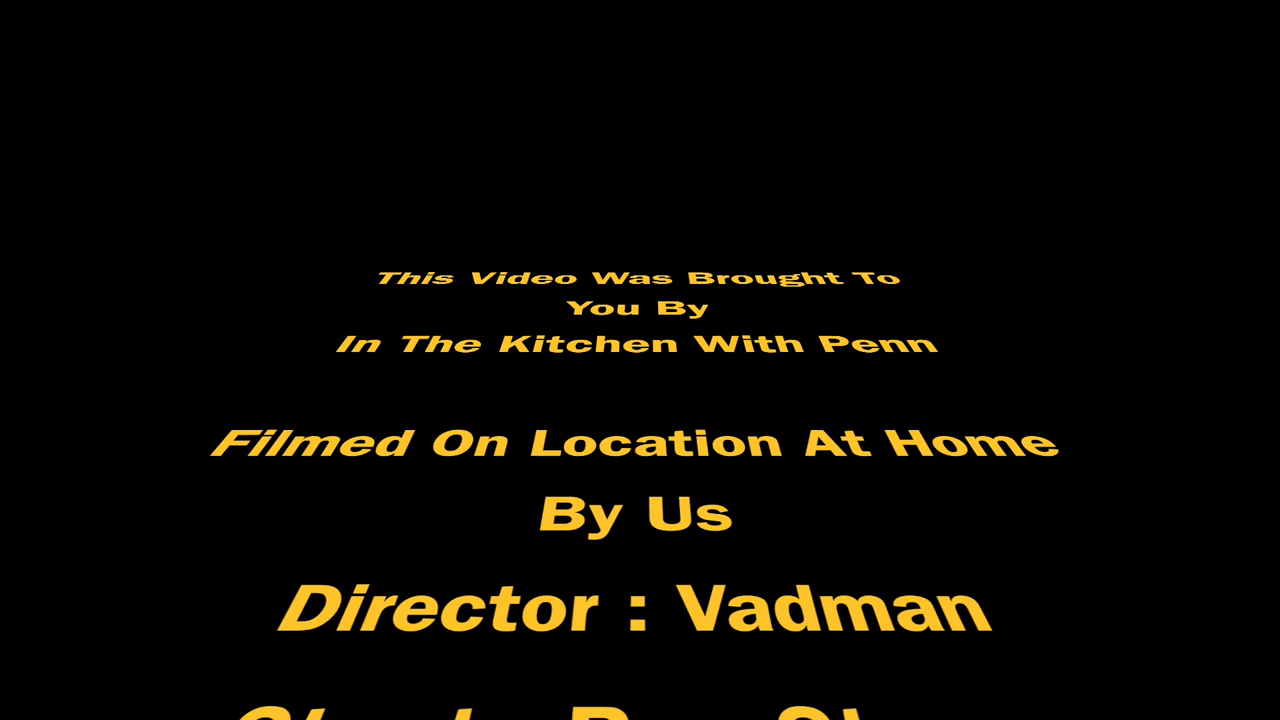 This Video Was Brought To
You By
In The Kitchen With Penn
Filmed On Location At Home
By Us
Director : Vadman